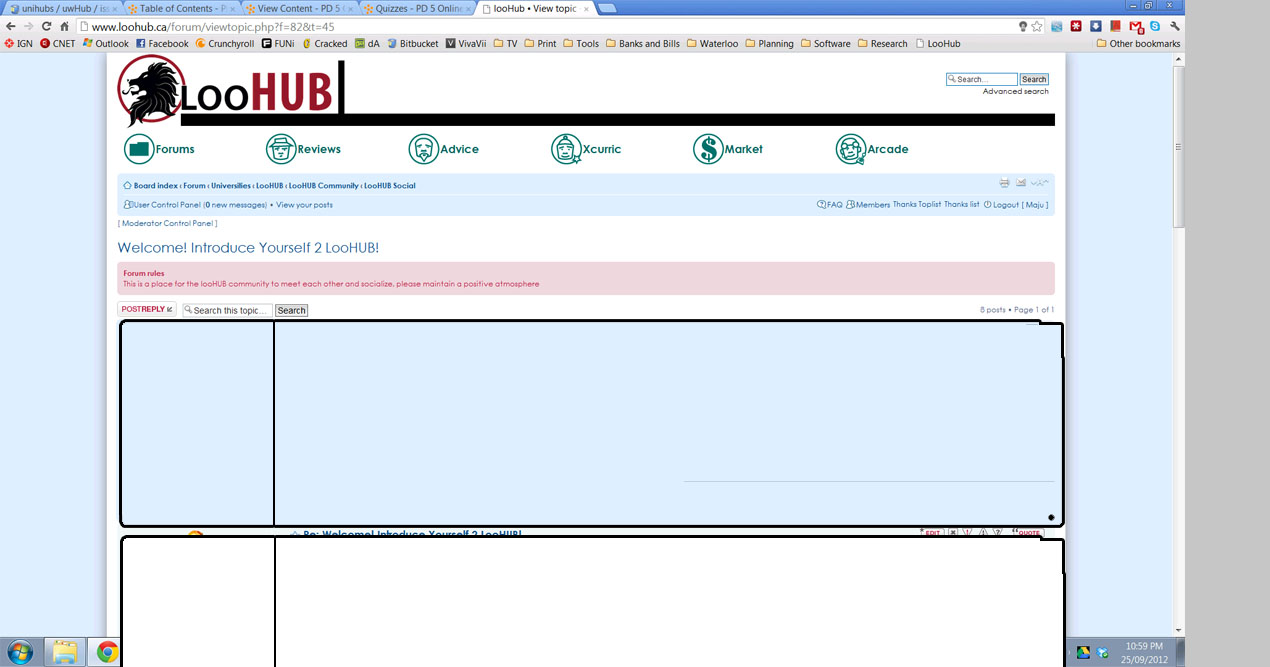 unihubs / uwHub / is Table of Contents - P View Content - PD 5 Quizzes - PD 5 Online looHub • View topic
www.loohub.ca/forum/viewtopic.php?f=82&t=45
IGN CNET Outlook Facebook Crunchyroll FUNi Cracked dA Bitbucket VivaVii TV Print Tools Banks and Bills Waterloo Planning Software Research LooHub Other bookmarks
LOOHUB
Search... Search
Advanced search
Forums Reviews Advice Xcurric Market Arcade
Board index ‹ Forum ‹ Universities ‹ LooHUB ‹ LooHUB Community ‹ LooHUB Social
User Control Panel (0 new messages) • View your posts FAQ Members Thanks Toplist Thanks list Logout [ Maju ]
[ Moderator Control Panel ]
Welcome! Introduce Yourself 2 LooHUB!
Forum rules
This is a place for the looHUB community to meet each other and socialize, please maintain a positive atmosphere
POSTREPLY Search this topic... Search 8 posts • Page 1 of 1
Re: Welcome! Introduce Yourself 2 LooHUB! EDIT QUOTE
10:59 PM
25/09/2012